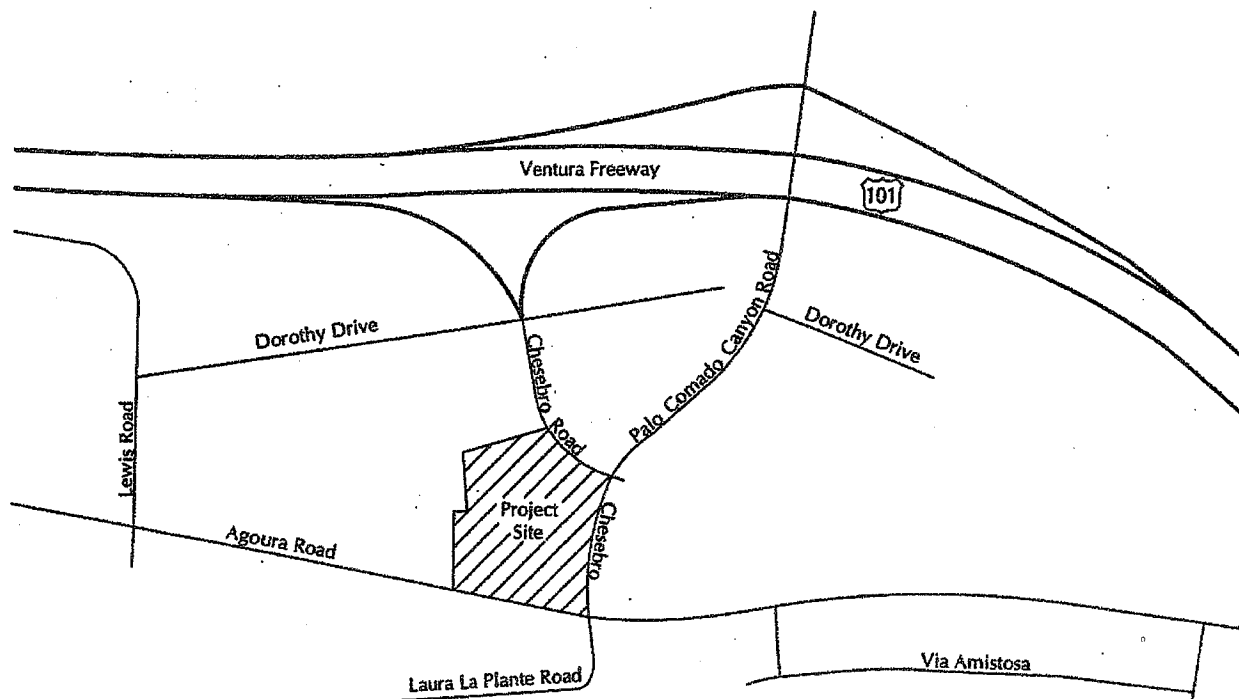 Ventura Freeway
101
Dorothy Drive
Palo Comado Canyon Road
Dorothy Drive
Chesebro Road
Lewis Road
Project
Site
Chesebro
Agoura Road
Via Amistosa
Laura La Plante Road